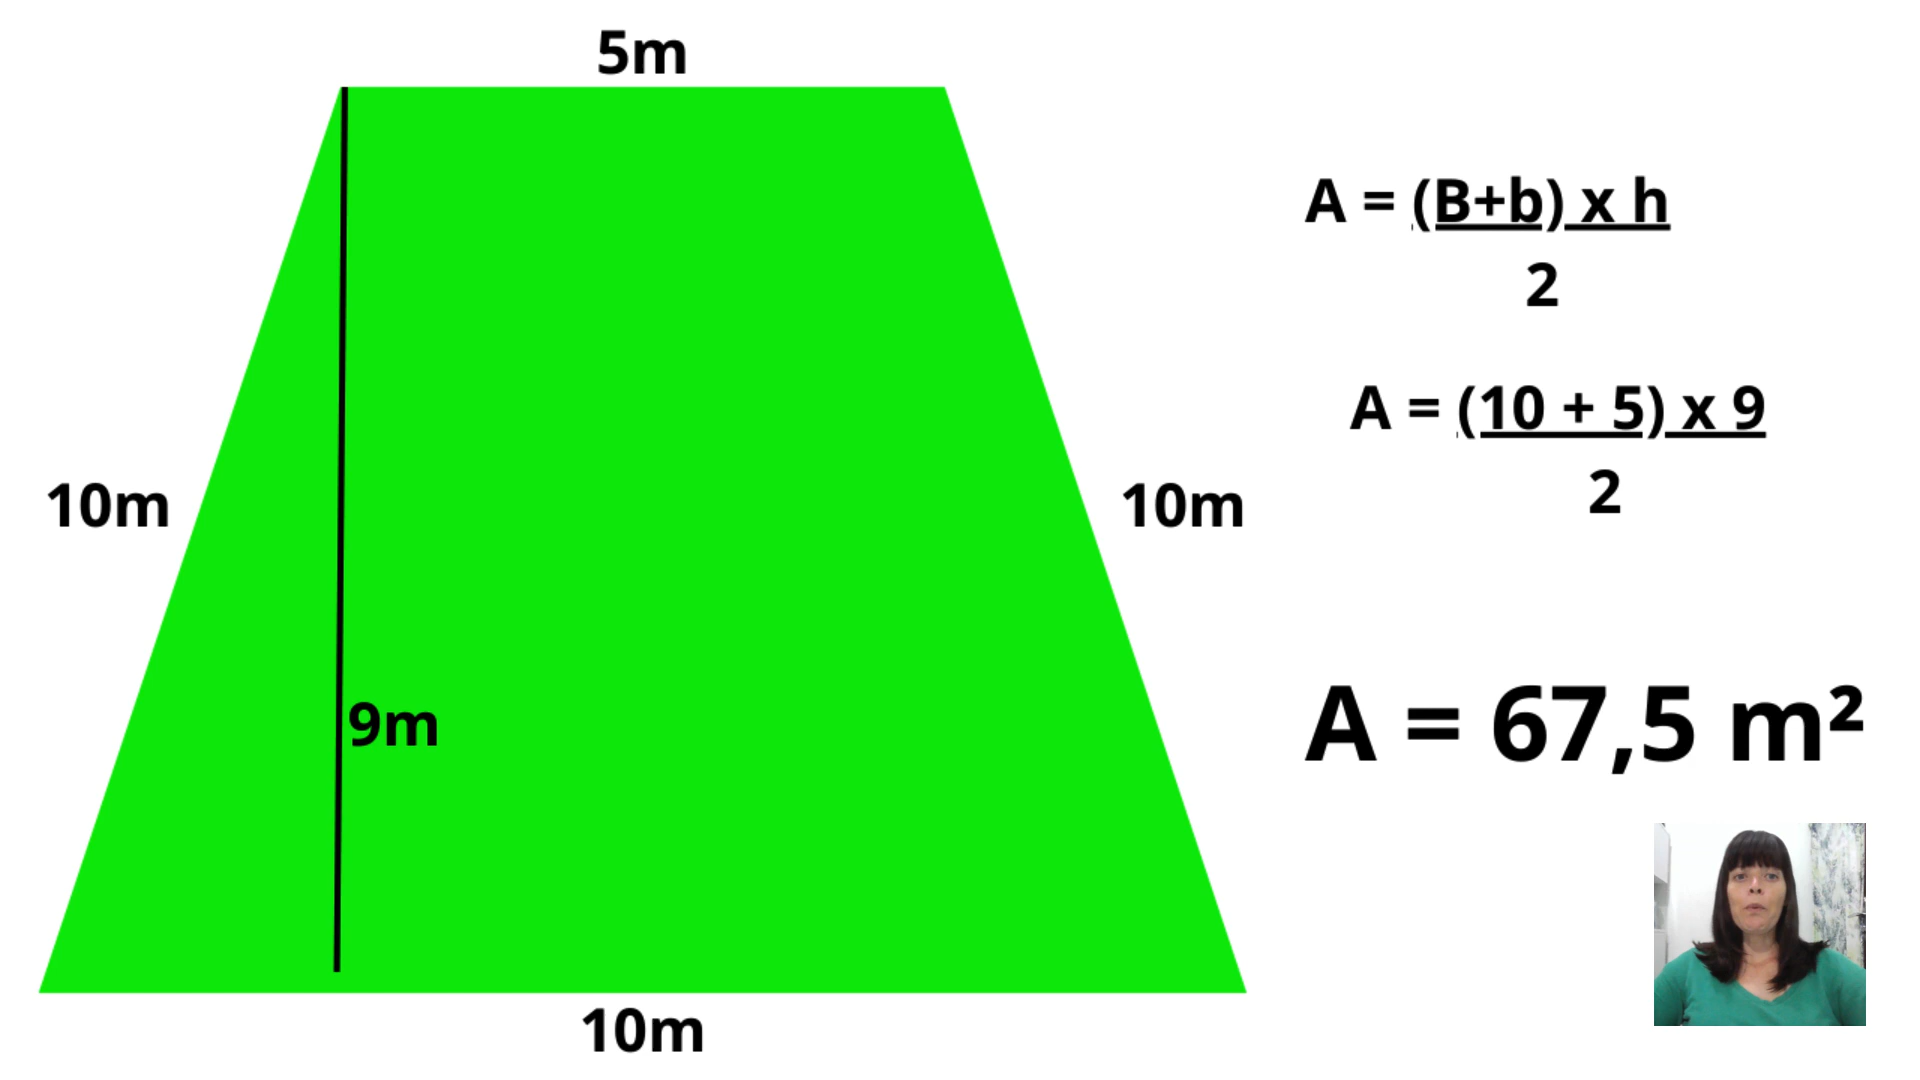 5m
A = (B+b) x h
2
A = (10 + 5) x 9
2
10m
10m
9m
A = 67,5 m²
10m